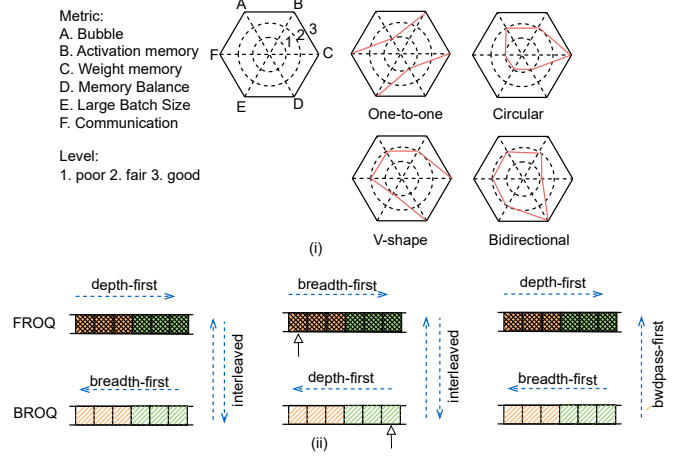 Metric:
A. Bubble
B. Activation memory
C. Weight memory
D. Memory Balance
E. Large Batch Size
F. Communication
Level:
1. poor 2. fair 3. good
A
B
1 2 3
F
C
E
D
One-to-one
Circular
V-shape
Bidirectional
(i)
depth-first
breadth-first
depth-first
FROQ
interleaved
interleaved
bwdpass-first
breadth-first
depth-first
breadth-first
BROQ
(ii)